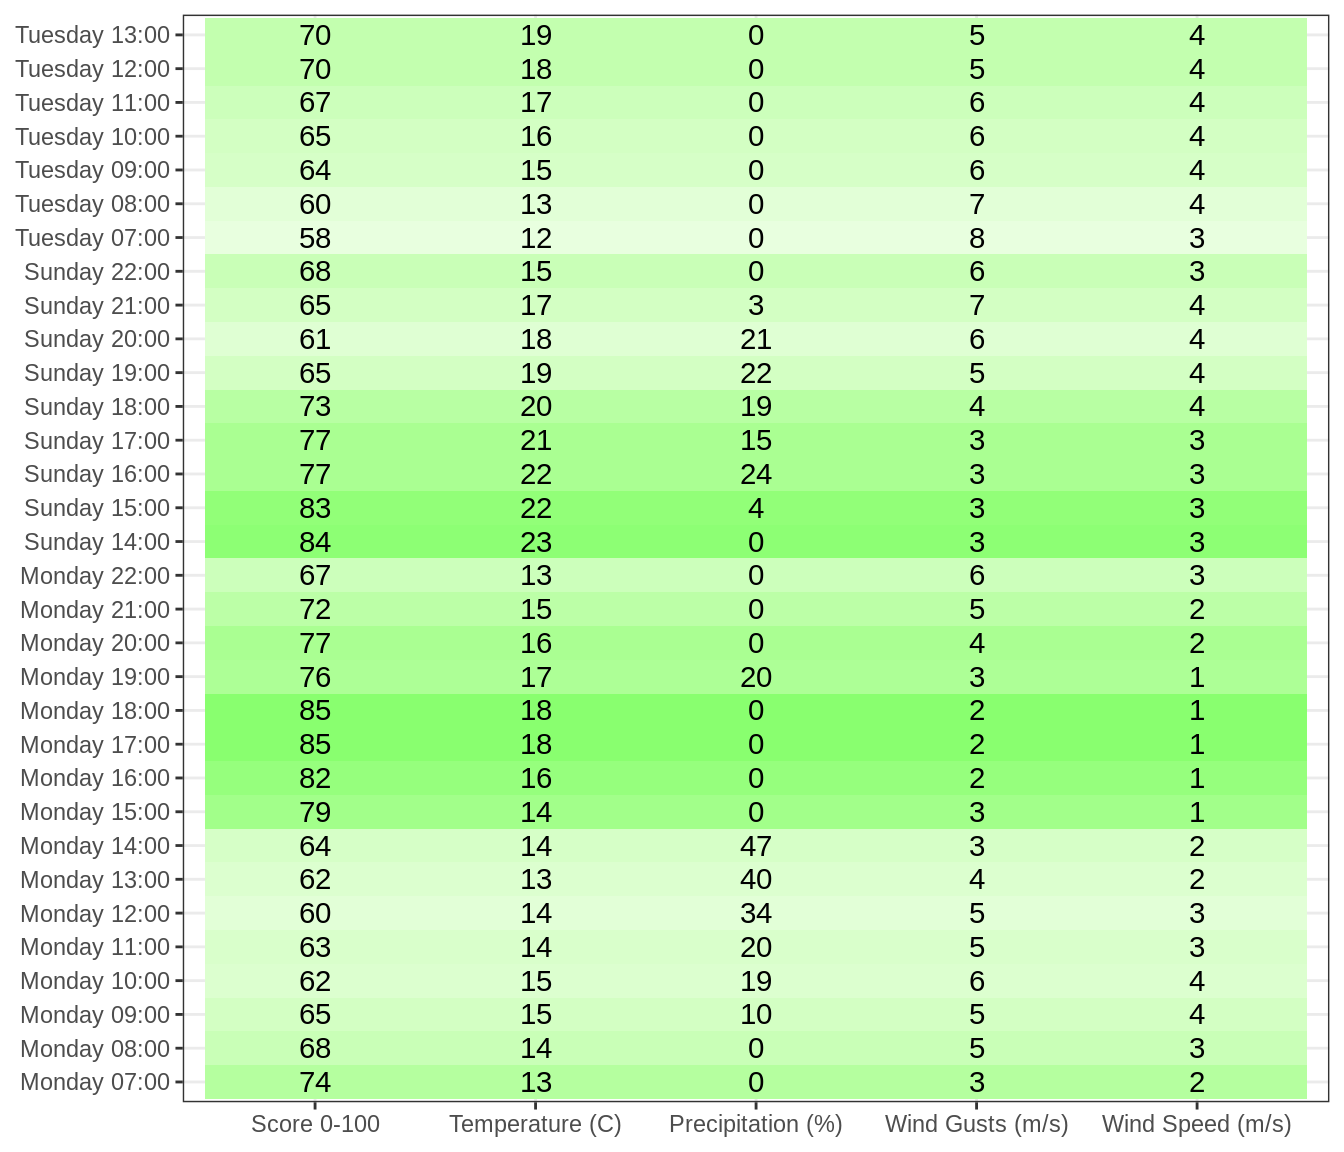 Tuesday 13:00 70 19 0 5 4
Tuesday 12:00 70 18 0 5 4
Tuesday 11:00 67 17 0 6 4
Tuesday 10:00 65 16 0 6 4
Tuesday 09:00 64 15 0 6 4
Tuesday 08:00 60 13 0 7 4
Tuesday 07:00 58 12 0 8 3
Sunday 22:00 68 15 0 6 3
Sunday 21:00 65 17 3 7 4
Sunday 20:00 61 18 21 6 4
Sunday 19:00 65 19 22 5 4
Sunday 18:00 73 20 19 4 4
Sunday 17:00 77 21 15 3 3
Sunday 16:00 77 22 24 3 3
Sunday 15:00 83 22 4 3 3
Sunday 14:00 84 23 0 3 3
Monday 22:00 67 13 0 6 3
Monday 21:00 72 15 0 5 2
Monday 20:00 77 16 0 4 2
Monday 19:00 76 17 20 3 1
Monday 18:00 85 18 0 2 1
Monday 17:00 85 18 0 2 1
Monday 16:00 82 16 0 2 1
Monday 15:00 79 14 0 3 1
Monday 14:00 64 14 47 3 2
Monday 13:00 62 13 40 4 2
Monday 12:00 60 14 34 5 3
Monday 11:00 63 14 20 5 3
Monday 10:00 62 15 19 6 4
Monday 09:00 65 15 10 5 4
Monday 08:00 68 14 0 5 3
Monday 07:00 74 13 0 3 2
Score 0-100 Temperature (C) Precipitation (%) Wind Gusts (m/s) Wind Speed (m/s)